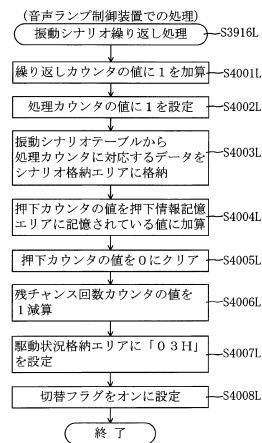 (音声ランプ制御装置での処理)
振動シナリオ繰り返し処理
S3916L
繰り返しカウンタの値に1を加算
S4001L
処理カウンタの値に1を設定
S4002L
振動シナリオテーブルから
処理カウンタに対応するデータを
シナリオ格納エリアに格納
S4003L
押下カウンタの値を押下情報記憶
エリアに記憶されている値に加算
S4004L
押下カウンタの値を0にクリア
S4005L
残チャンス回数カウンタの値を
1減算
S4006L
駆動状況格納エリアに「03H」
を設定
S4007L
切替フラグをオンに設定
S4008L
終了